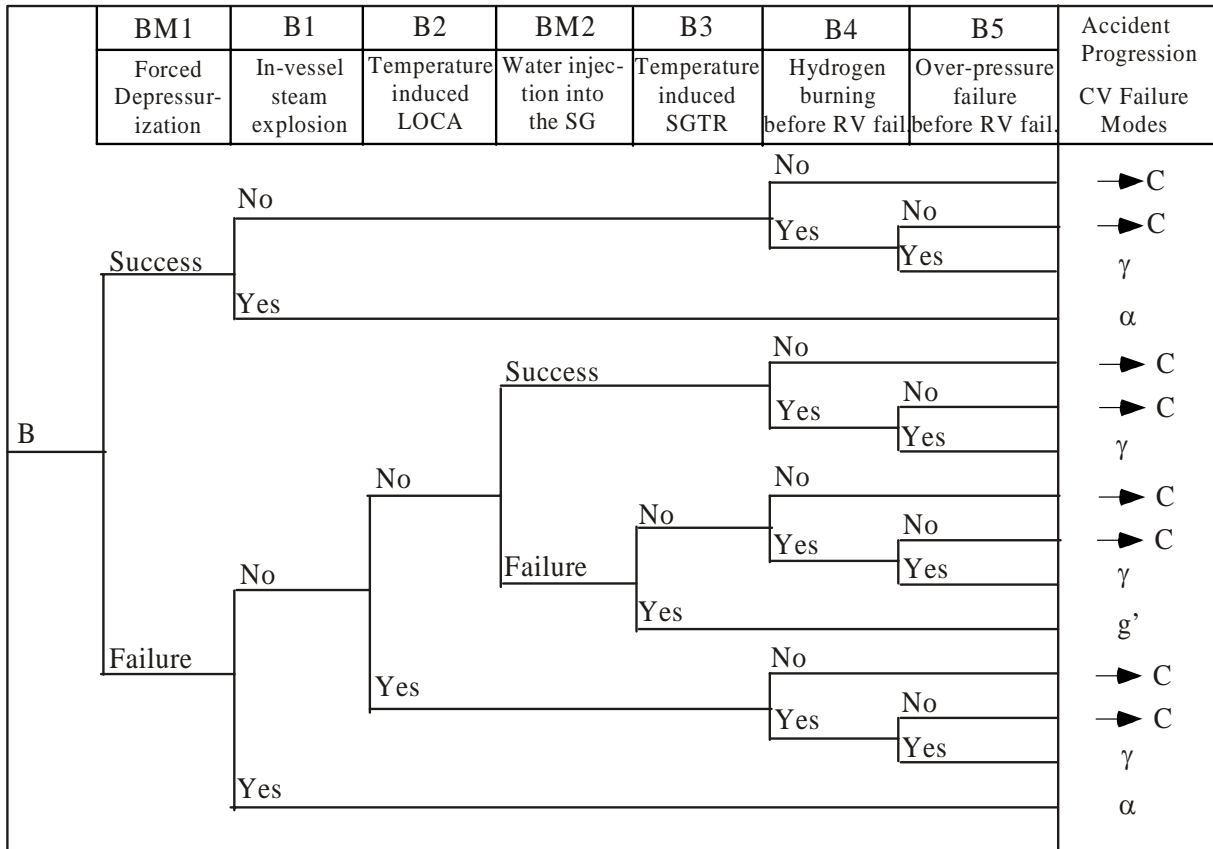 BM1 B1 B2 BM2 B3 B4 B5 Accident
Progression
CV Failure
Modes
Forced
Depressur-
ization
In-vessel
steam
explosion
Temperature
induced
LOCA
Water injec-
tion into
the SG
Temperature
induced
SGTR
Hydrogen
burning
before RV fail.
Over-pressure
failure
before RV fail.
No
C
No
No
C
Yes
Success
Yes
γ
Yes
α
No
C
Success
No
C
Yes
B
Yes
γ
No
No
C
No
No
C
Yes
No
Failure
Yes
γ
Yes
g’
Failure
No
C
Yes
No
C
Yes
Yes
γ
Yes
α